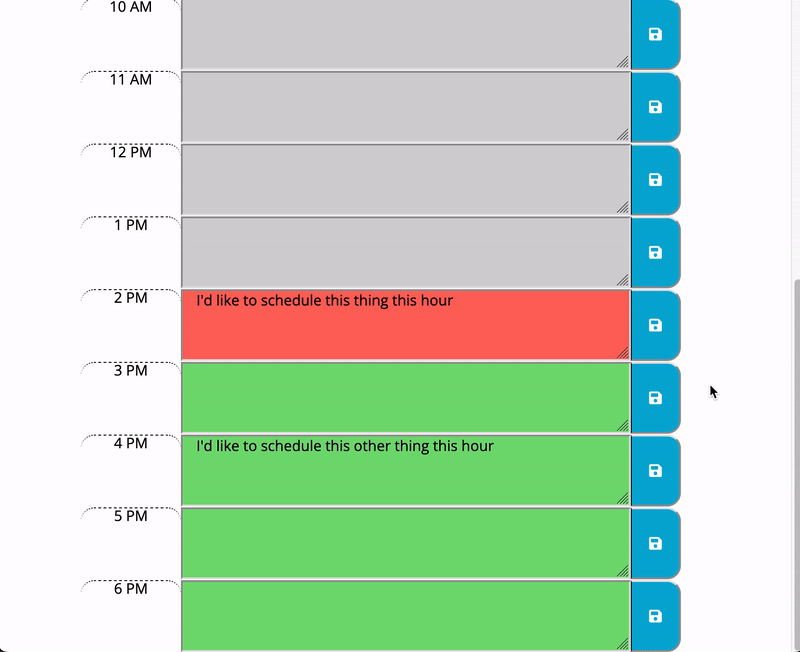 10 AM
11 AM
12 PM
1 PM
2 PM
I'd like to schedule this thing this hour
3 PM
4 PM
I'd like to schedule this other thing this hour
5 PM
6 PM